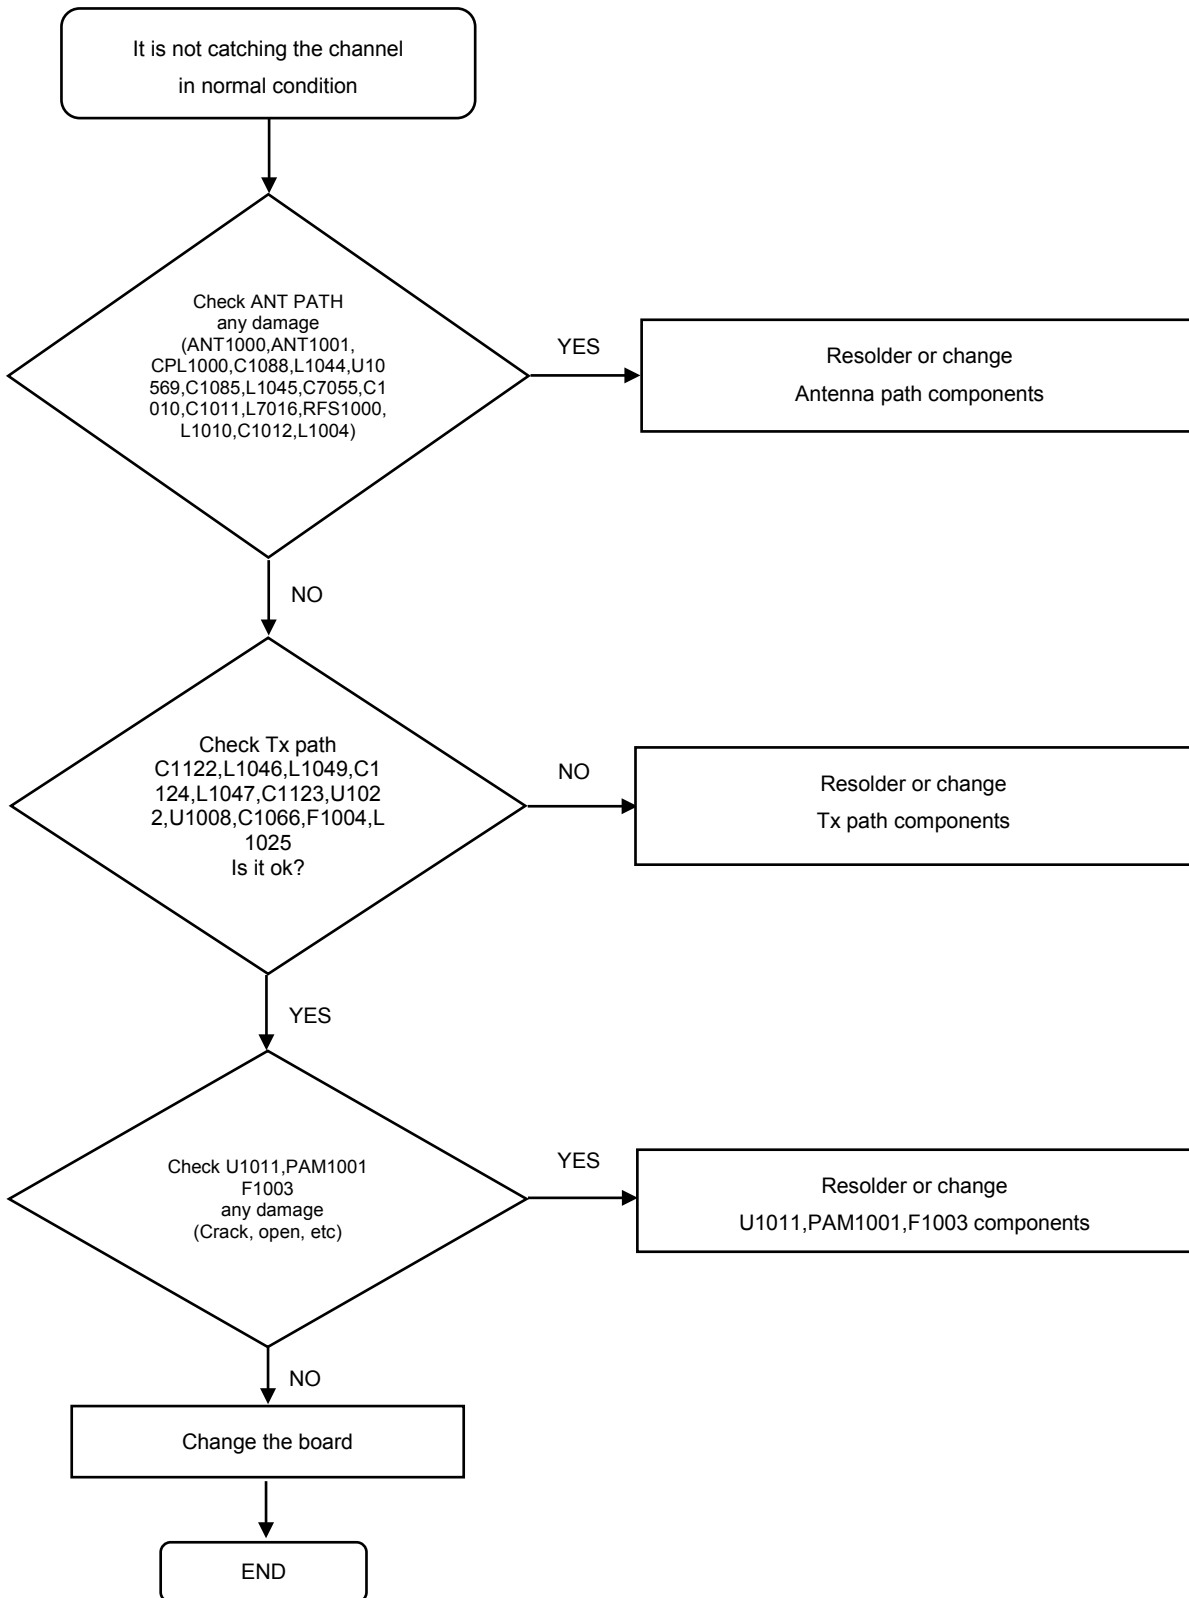 It is not catching the channel
in normal condition
Check ANT PATH
any damage
(ANT1000,ANT1001,
CPL1000,C1088,L1044,U10
569,C1085,L1045,C7055,C1
010,C1011,L7016,RFS1000,
L1010,C1012,L1004)
YES
Resolder or change
Antenna path components
NO
Check Tx path
C1122,L1046,L1049,C1
124,L1047,C1123,U102
2,U1008,C1066,F1004,L
1025
Is it ok?
NO
Resolder or change
Tx path components
YES
Check U1011,PAM1001
F1003
any damage
(Crack, open, etc)
YES
Resolder or change
U1011,PAM1001,F1003 components
NO
Change the board
END